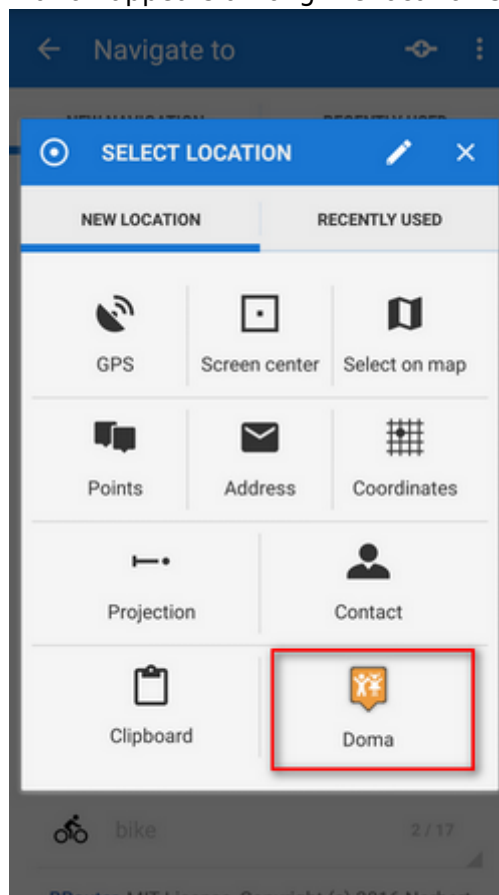 Navigate to
SELECT LOCATION
NEW LOCATION RECENTLY USED
GPS Screen center Select on map
Points Address Coordinates
Projection Contact
Clipboard Doma
bike 2 / 17